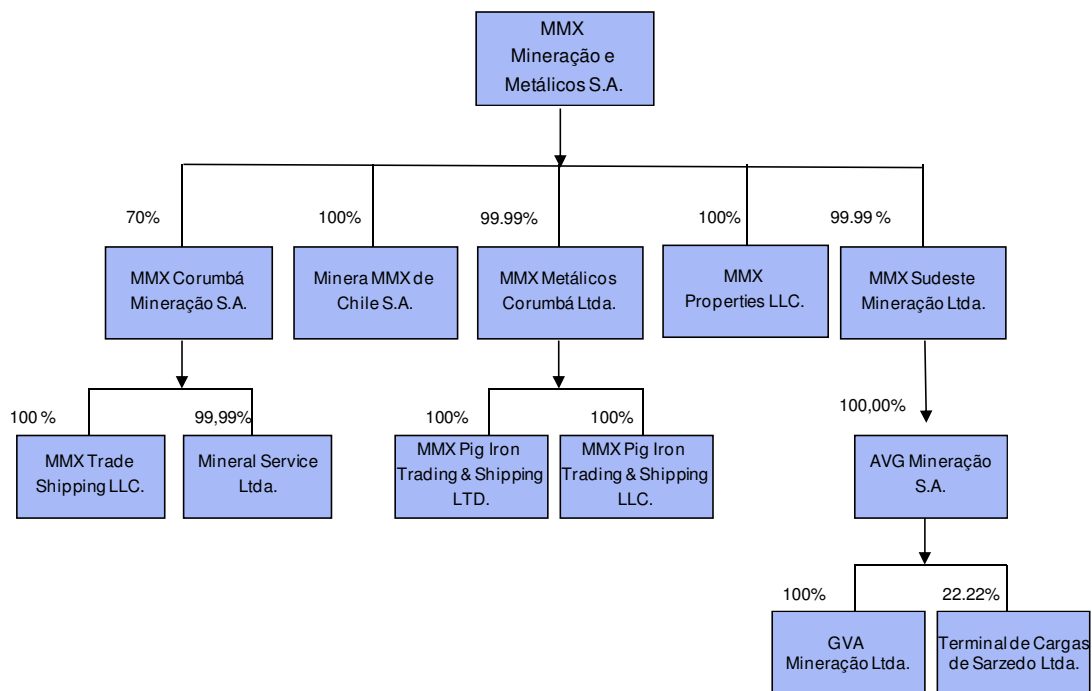 MMX
Mineração e
Metálicos S.A.
70%
100%
99.99%
100%
99.99 %
MMX Corumbá
Mineração S.A.
Minera MMX de
Chile S.A.
MMX Metálicos
Corumbá Ltda.
MMX
Properties LLC.
MMX Sudeste
Mineração Ltda.
100 %
99,99%
100%
100%
100,00%
MMX Trade
Shipping LLC.
Mineral Service
Ltda.
MMX Pig Iron
Trading & Shipping
LTD.
MMX Pig Iron
Trading & Shipping
LLC.
AVG Mineração
S.A.
100%
22.22%
GVA
Mineração Ltda.
Terminal de Cargas
de Sarzedo Ltda.